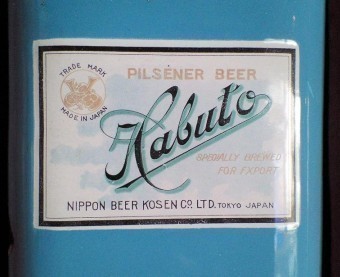 TRADE MARK
MADE IN JAPAN
PILSENER BEER
Kabuto
SPECIALLY BREWED
FOR EXPORT
NIPPON BEER KOSEN CO. LTD. TOKYO JAPAN